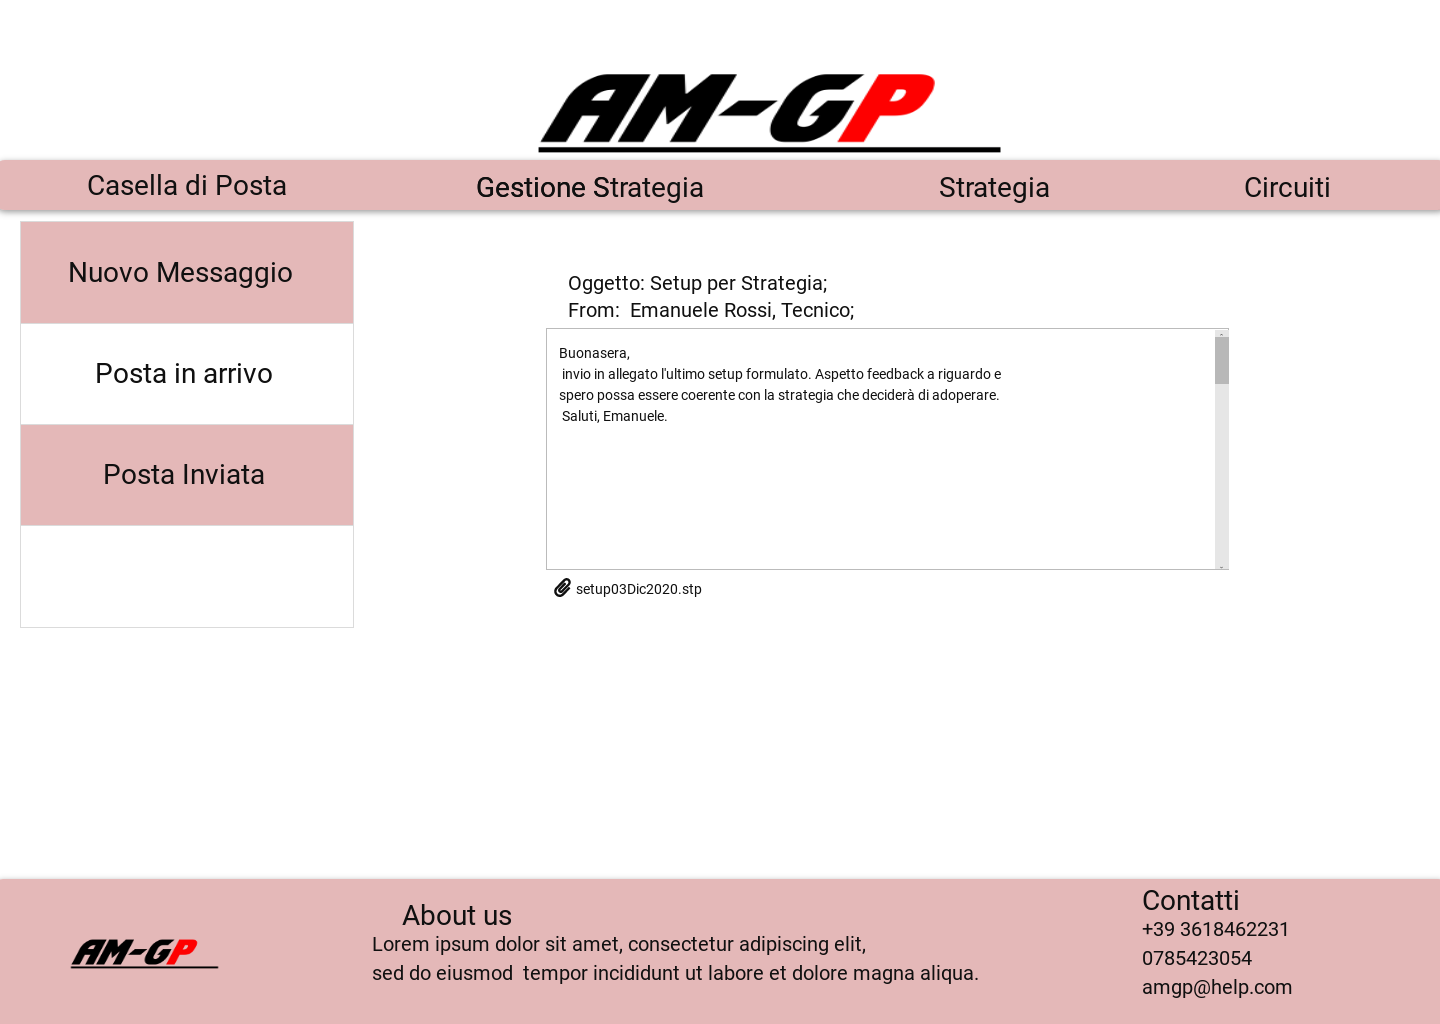 AM-GP
Casella di Posta
Gestione Strategia
Strategia
Circuiti
Nuovo Messaggio
Posta in arrivo
Posta Inviata
Oggetto: Setup per Strategia;
From:  Emanuele Rossi, Tecnico;
Buonasera,
invio in allegato l'ultimo setup formulato. Aspetto feedback a riguardo e
spero possa essere coerente con la strategia che deciderà di adoperare.
Saluti, Emanuele.
setup03Dic2020.stp
AM-GP
About us
Lorem ipsum dolor sit amet, consectetur adipiscing elit,
sed do eiusmod  tempor incididunt ut labore et dolore magna aliqua.
Contatti
+39 3618462231
0785423054
amgp@help.com